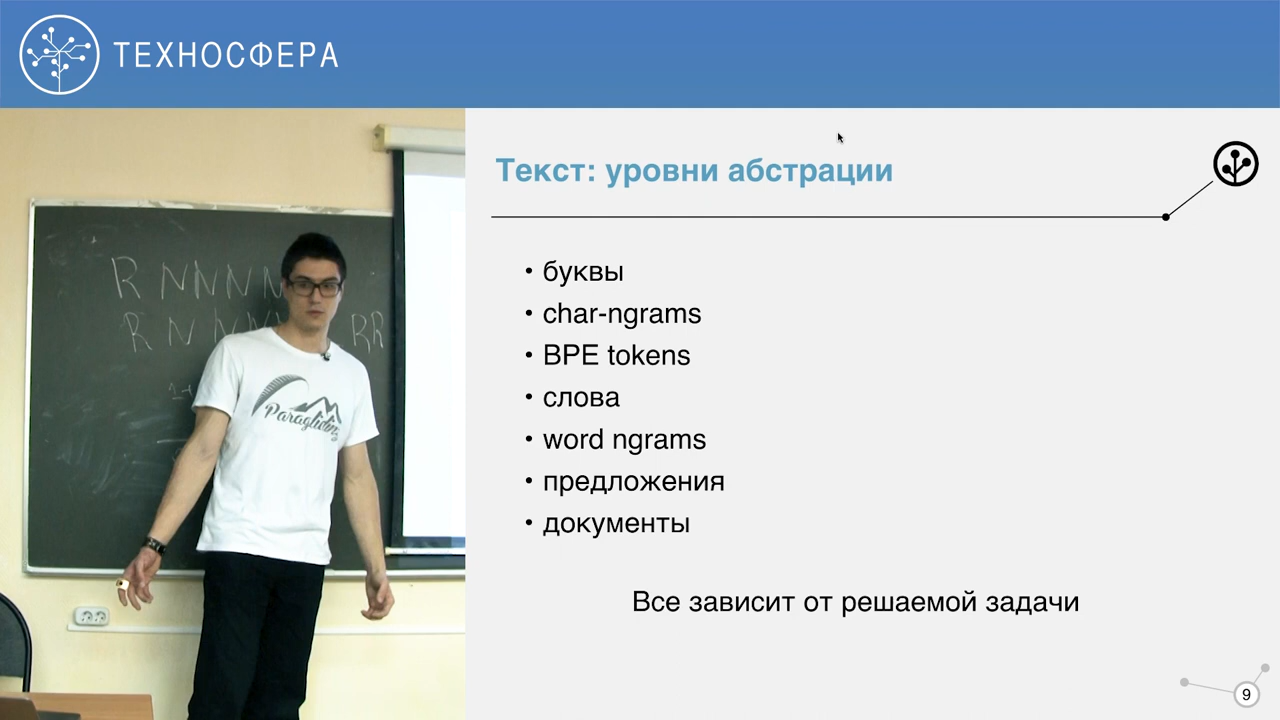 ТЕХНОСФЕРА
R N N N N
R N N N N RR
Paragliding
Текст: уровни абстрации
• буквы
• char-ngrams
• BPE tokens
• слова
• word ngrams
• предложения
• документы
Все зависит от решаемой задачи
9